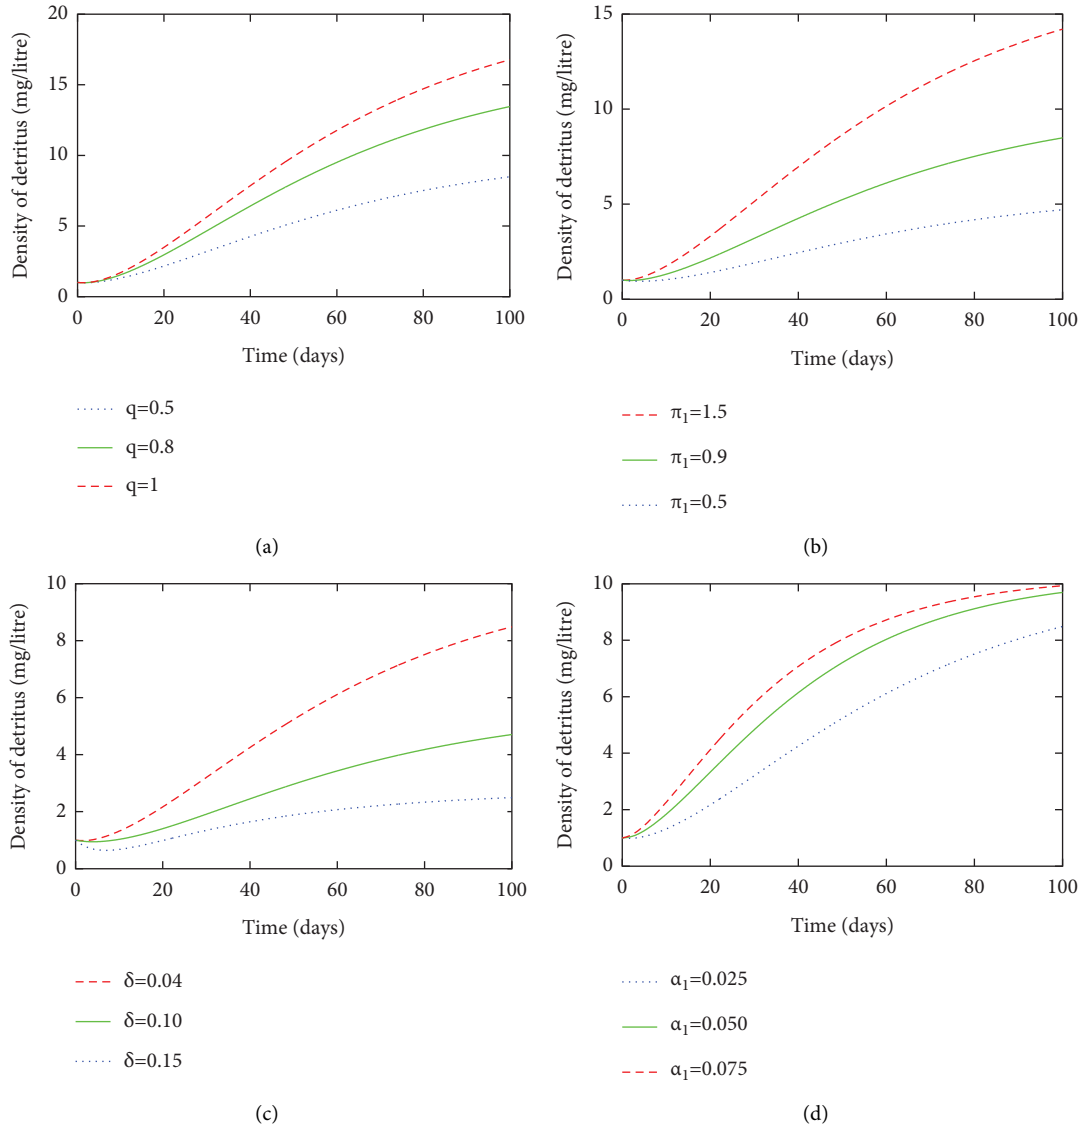 Density of detritus (mg/litre)
20
15
10
5
0
0 20 40 60 80 100
Time (days)
q=0.5
q=0.8
q=1
(a)
Density of detritus (mg/litre)
15
10
5
0
0 20 40 60 80 100
Time (days)
π1=1.5
π1=0.9
π1=0.5
(b)
Density of detritus (mg/litre)
10
8
6
4
2
0
0 20 40 60 80 100
Time (days)
δ=0.04
δ=0.10
δ=0.15
(c)
Density of detritus (mg/litre)
10
8
6
4
2
0
0 20 40 60 80 100
Time (days)
α1=0.025
α1=0.050
α1=0.075
(d)